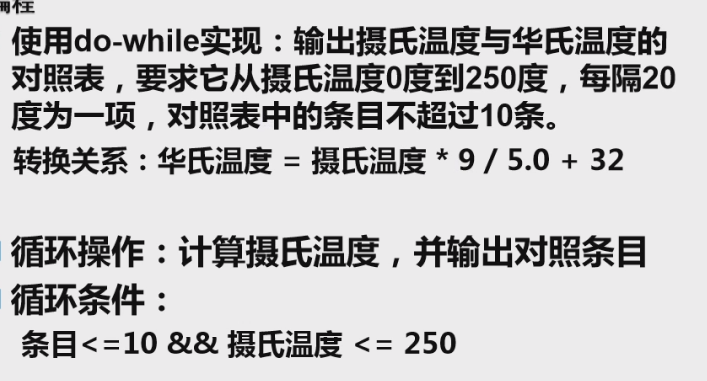 编程
使用do-while实现：输出摄氏温度与华氏温度的
对照表，要求它从摄氏温度0度到250度，每隔20
度为一项，对照表中的条目不超过10条。
转换关系：华氏温度 = 摄氏温度 * 9 / 5.0 + 32
循环操作：计算摄氏温度，并输出对照条目
循环条件：
条目<=10 && 摄氏温度 <= 250